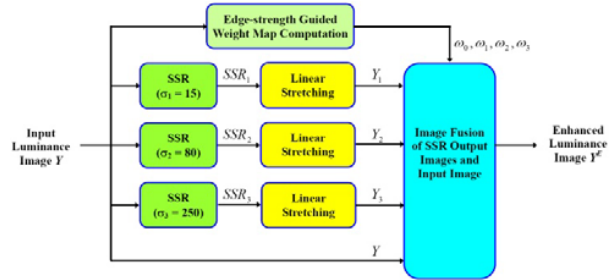 Edge-strength Guided
Weight Map Computation
ω₀, ω₁, ω₂, ω₃
SSR
(σ₁ = 15)
SSR₁
Linear
Stretching
Y₁
Input
Luminance
Image Y
SSR
(σ₂ = 80)
SSR₂
Linear
Stretching
Y₂
Image Fusion
of SSR Output
Images and
Input Image
Enhanced
Luminance
Image Yᴱ
SSR
(σ₃ = 250)
SSR₃
Linear
Stretching
Y₃
Y